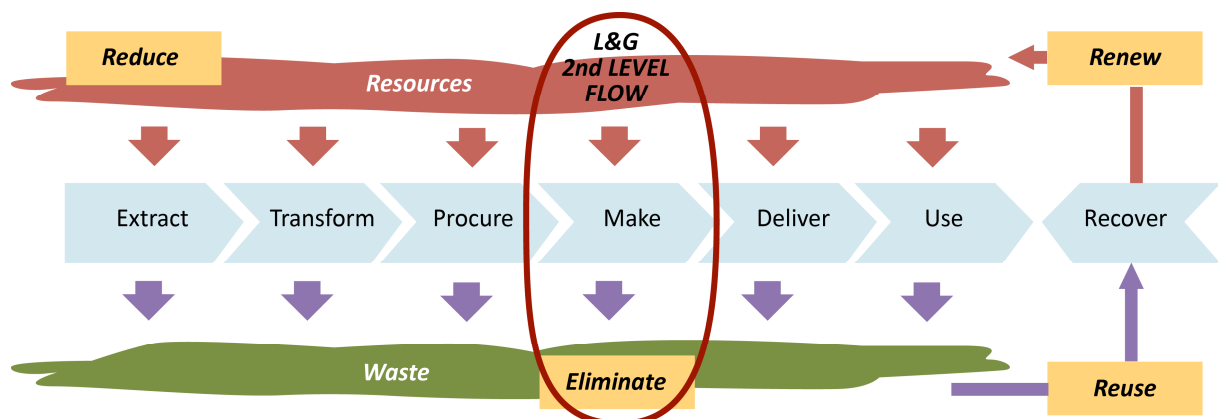 Reduce
L&G
2nd LEVEL
FLOW
Renew
Resources
Extract
Transform
Procure
Make
Deliver
Use
Recover
Waste
Eliminate
Reuse